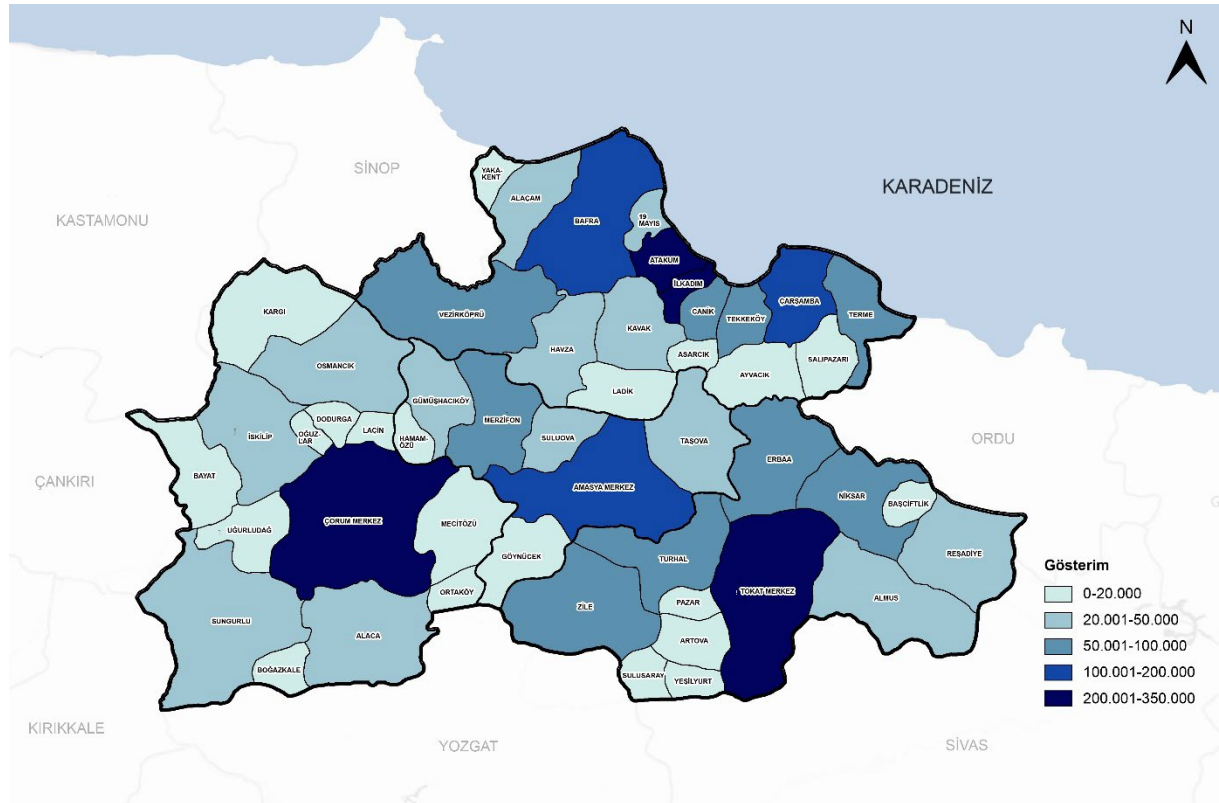 N
KARADENİZ
SİNOP
KASTAMONU
ÇANKIRI
KIRIKKALE
YOZGAT
SİVAS
ORDU
YAKA-
KENT
ALAÇAM
BAFRA
19
MAYIS
ATAKUM
İLKADIM
CANİK
TEKKEKÖY
ÇARŞAMBA
TERME
KARGI
VEZİRKÖPRÜ
HAVZA
KAVAK
ASARCIK
SALIPAZARI
AYVACIK
LADİK
OSMANCIK
GÜMÜŞHACIKÖY
MERZİFON
SULUOVA
TAŞOVA
İSKİLİP
DODURGA
OĞUZ-
LAR
LAÇİN
HAMAM-
ÖZÜ
ERBAA
NİKSAR
BAŞÇİFTLİK
REŞADİYE
BAYAT
UĞURLUDAĞ
ÇORUM MERKEZ
MECİTÖZÜ
AMASYA MERKEZ
GÖYNÜCEK
TURHAL
TOKAT MERKEZ
ALMUS
ORTAKÖY
ZİLE
PAZAR
ARTOVA
SUNGURLU
ALACA
BOĞAZKALE
SULUSARAY
YEŞİLYURT
Gösterim
0-20.000
20.001-50.000
50.001-100.000
100.001-200.000
200.001-350.000